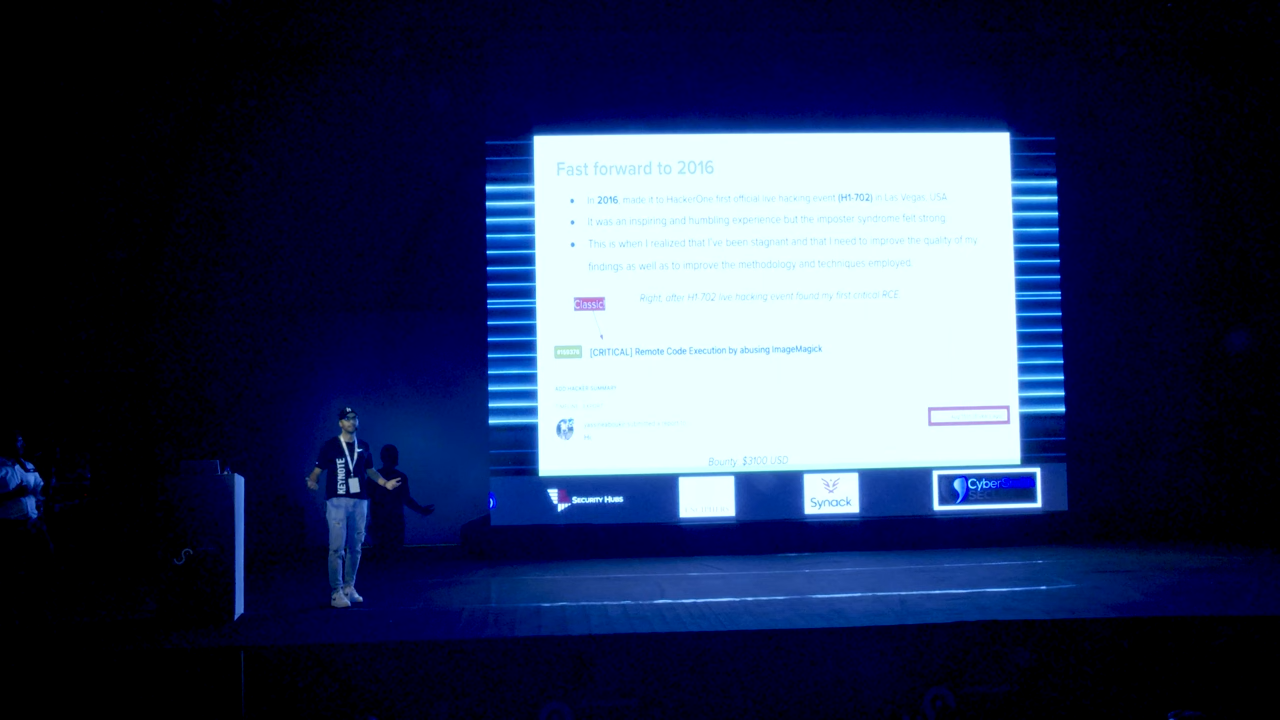 Fast forward to 2016
In 2016, made it to HackerOne first official live hacking event (H1-702) in Las Vegas, USA.
It was an inspiring and humbling experience but the imposter syndrome felt strong.
This is when I realized that I've been stagnant and that I need to improve the quality of my
findings as well as to improve the methodology and techniques employed.
Classic
Right, after H1-702 live hacking event found my first critical RCE
[CRITICAL] Remote Code Execution by abusing ImageMagick
Bounty: $3100 USD
KEYNOTE
SECURITY HUBS
Synack
Cyber